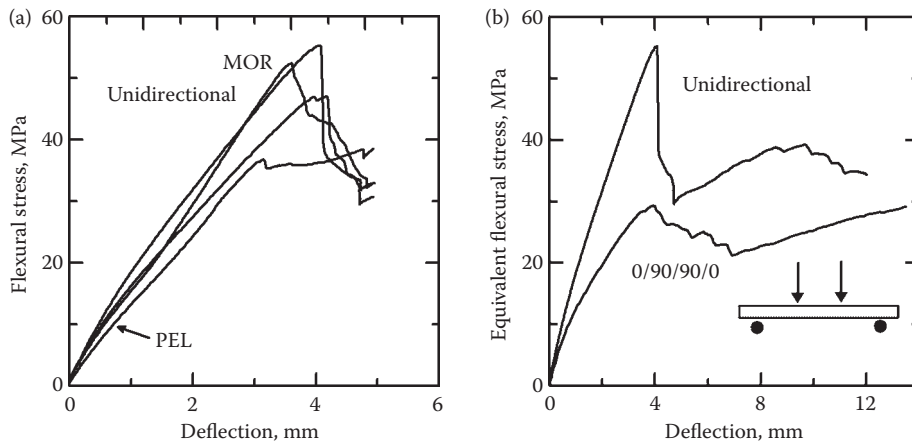 (a)
60
40
20
0
0
2
4
6
Flexural stress, MPa
Deflection, mm
MOR
Unidirectional
PEL
(b)
60
40
20
0
0
4
8
12
Equivalent flexural stress, MPa
Deflection, mm
Unidirectional
0/90/90/0